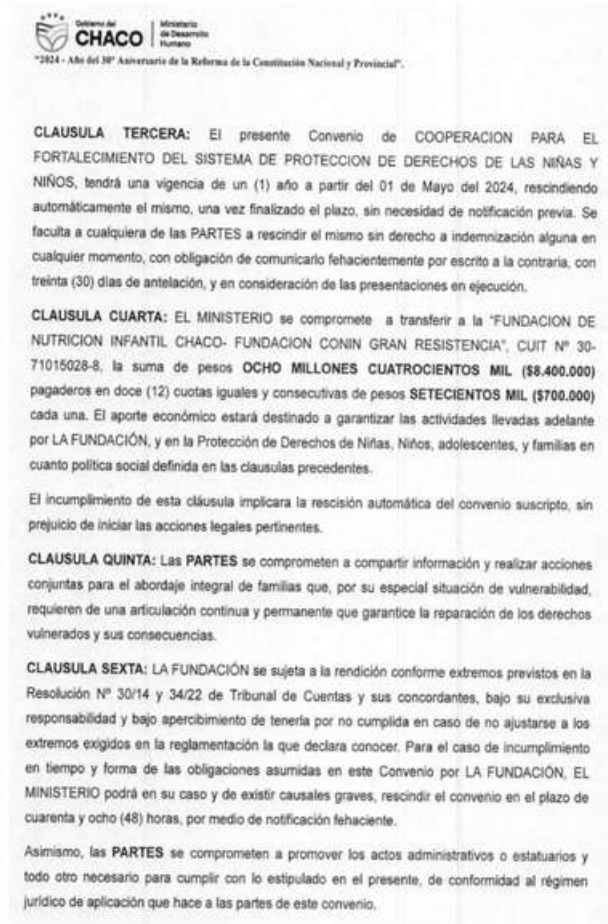 Gobierno del
CHACO
Ministerio
de Desarrollo
Humano
"2024 - Año del 30° Aniversario de la Reforma de la Constitución Nacional y Provincial".
CLAUSULA TERCERA: El presente Convenio de COOPERACION PARA EL
FORTALECIMIENTO DEL SISTEMA DE PROTECCION DE DERECHOS DE LAS NIÑAS Y
NIÑOS, tendrá una vigencia de un (1) año a partir del 01 de Mayo del 2024, rescindiendo
automáticamente el mismo, una vez finalizado el plazo, sin necesidad de notificación previa. Se
faculta a cualquiera de las PARTES a rescindir el mismo sin derecho a indemnización alguna en
cualquier momento, con obligación de comunicarlo fehacientemente por escrito a la contraria, con
treinta (30) días de antelación, y en consideración de las presentaciones en ejecución.
CLAUSULA CUARTA: EL MINISTERIO se compromete a transferir a la "FUNDACION DE
NUTRICION INFANTIL CHACO- FUNDACION CONIN GRAN RESISTENCIA", CUIT Nº 30-
71015028-8, la suma de pesos OCHO MILLONES CUATROCIENTOS MIL ($8.400.000)
pagaderos en doce (12) cuotas iguales y consecutivas de pesos SETECIENTOS MIL ($700.000)
cada una. El aporte económico estará destinado a garantizar las actividades llevadas adelante
por LA FUNDACIÓN, y en la Protección de Derechos de Niñas, Niños, adolescentes, y familias en
cuanto política social definida en las clausulas precedentes.
El incumplimiento de esta cláusula implicara la rescisión automática del convenio suscripto, sin
prejuicio de iniciar las acciones legales pertinentes.
CLAUSULA QUINTA: Las PARTES se comprometen a compartir información y realizar acciones
conjuntas para el abordaje integral de familias que, por su especial situación de vulnerabilidad,
requieren de una articulación continua y permanente que garantice la reparación de los derechos
vulnerados y sus consecuencias.
CLAUSULA SEXTA: LA FUNDACIÓN se sujeta a la rendición conforme extremos previstos en la
Resolución Nº 30/14 y 34/22 de Tribunal de Cuentas y sus concordantes, bajo su exclusiva
responsabilidad y bajo apercibimiento de tenerla por no cumplida en caso de no ajustarse a los
extremos exigidos en la reglamentación la que declara conocer. Para el caso de incumplimiento
en tiempo y forma de las obligaciones asumidas en este Convenio por LA FUNDACIÓN, EL
MINISTERIO podrá en su caso y de existir causales graves, rescindir el convenio en el plazo de
cuarenta y ocho (48) horas, por medio de notificación fehaciente.
Asimismo, las PARTES se comprometen a promover los actos administrativos o estatuarios y
todo otro necesario para cumplir con lo estipulado en el presente, de conformidad al régimen
jurídico de aplicación que hace a las partes de este convenio.